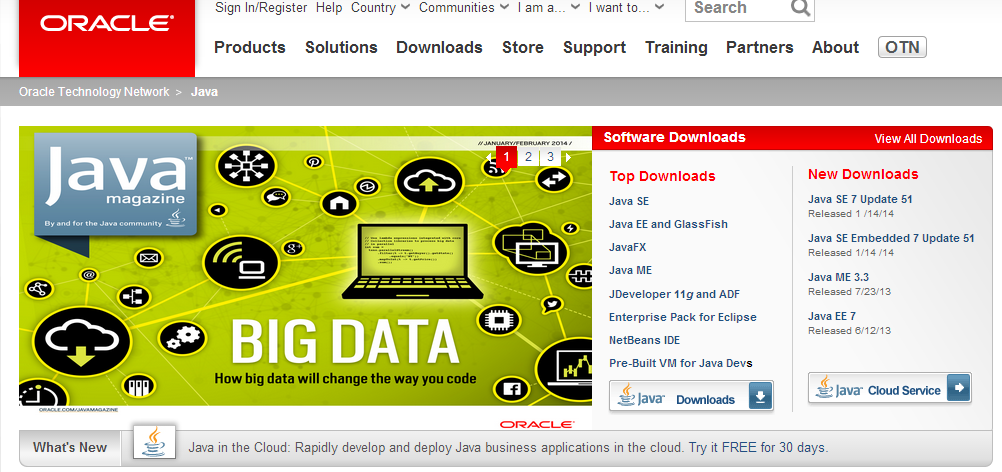 Sign In/Register Help Country Communities I am a... I want to... Search
ORACLE
Products Solutions Downloads Store Support Training Partners About OTN
Oracle Technology Network > Java
//JANUARY/FEBRUARY 2014/
1 2 3
Java™
magazine
By and for the Java community
BIG DATA
How big data will change the way you code
ORACLE.COM/JAVAMAGAZINE
ORACLE
Software Downloads View All Downloads
Top Downloads
Java SE
Java EE and GlassFish
JavaFX
Java ME
JDeveloper 11g and ADF
Enterprise Pack for Eclipse
NetBeans IDE
Pre-Built VM for Java Devs
Java Downloads
New Downloads
Java SE 7 Update 51
Released 1 /14/14
Java SE Embedded 7 Update 51
Released 1/14/14
Java ME 3.3
Released 7/23/13
Java EE 7
Released 6/12/13
Java Cloud Service
What's New Java in the Cloud: Rapidly develop and deploy Java business applications in the cloud. Try it FREE for 30 days.